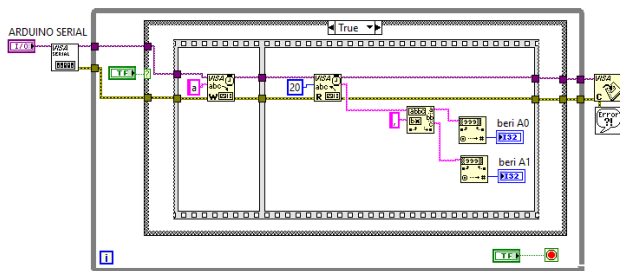 True
ARDUINO SERIAL
I/O
VISA
SERIAL
TF
a
VISA
abc
W
20
VISA
abc
R
beri A0
I32
beri A1
I32
VISA
C
Error
?!
i
TF